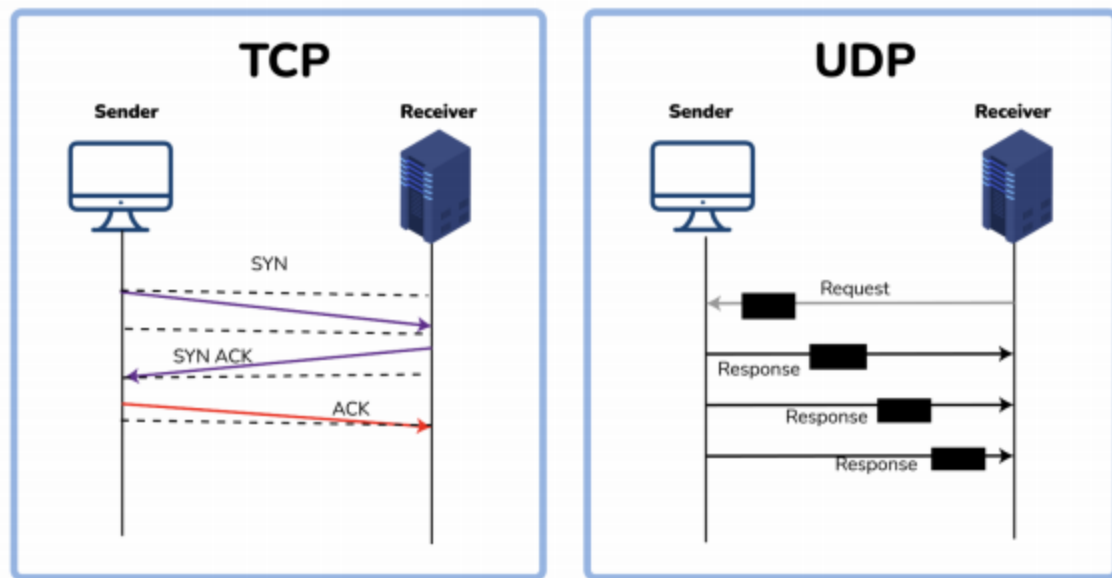 TCP
Sender
Receiver
SYN
SYN ACK
ACK
UDP
Sender
Receiver
Request
Response
Response
Response